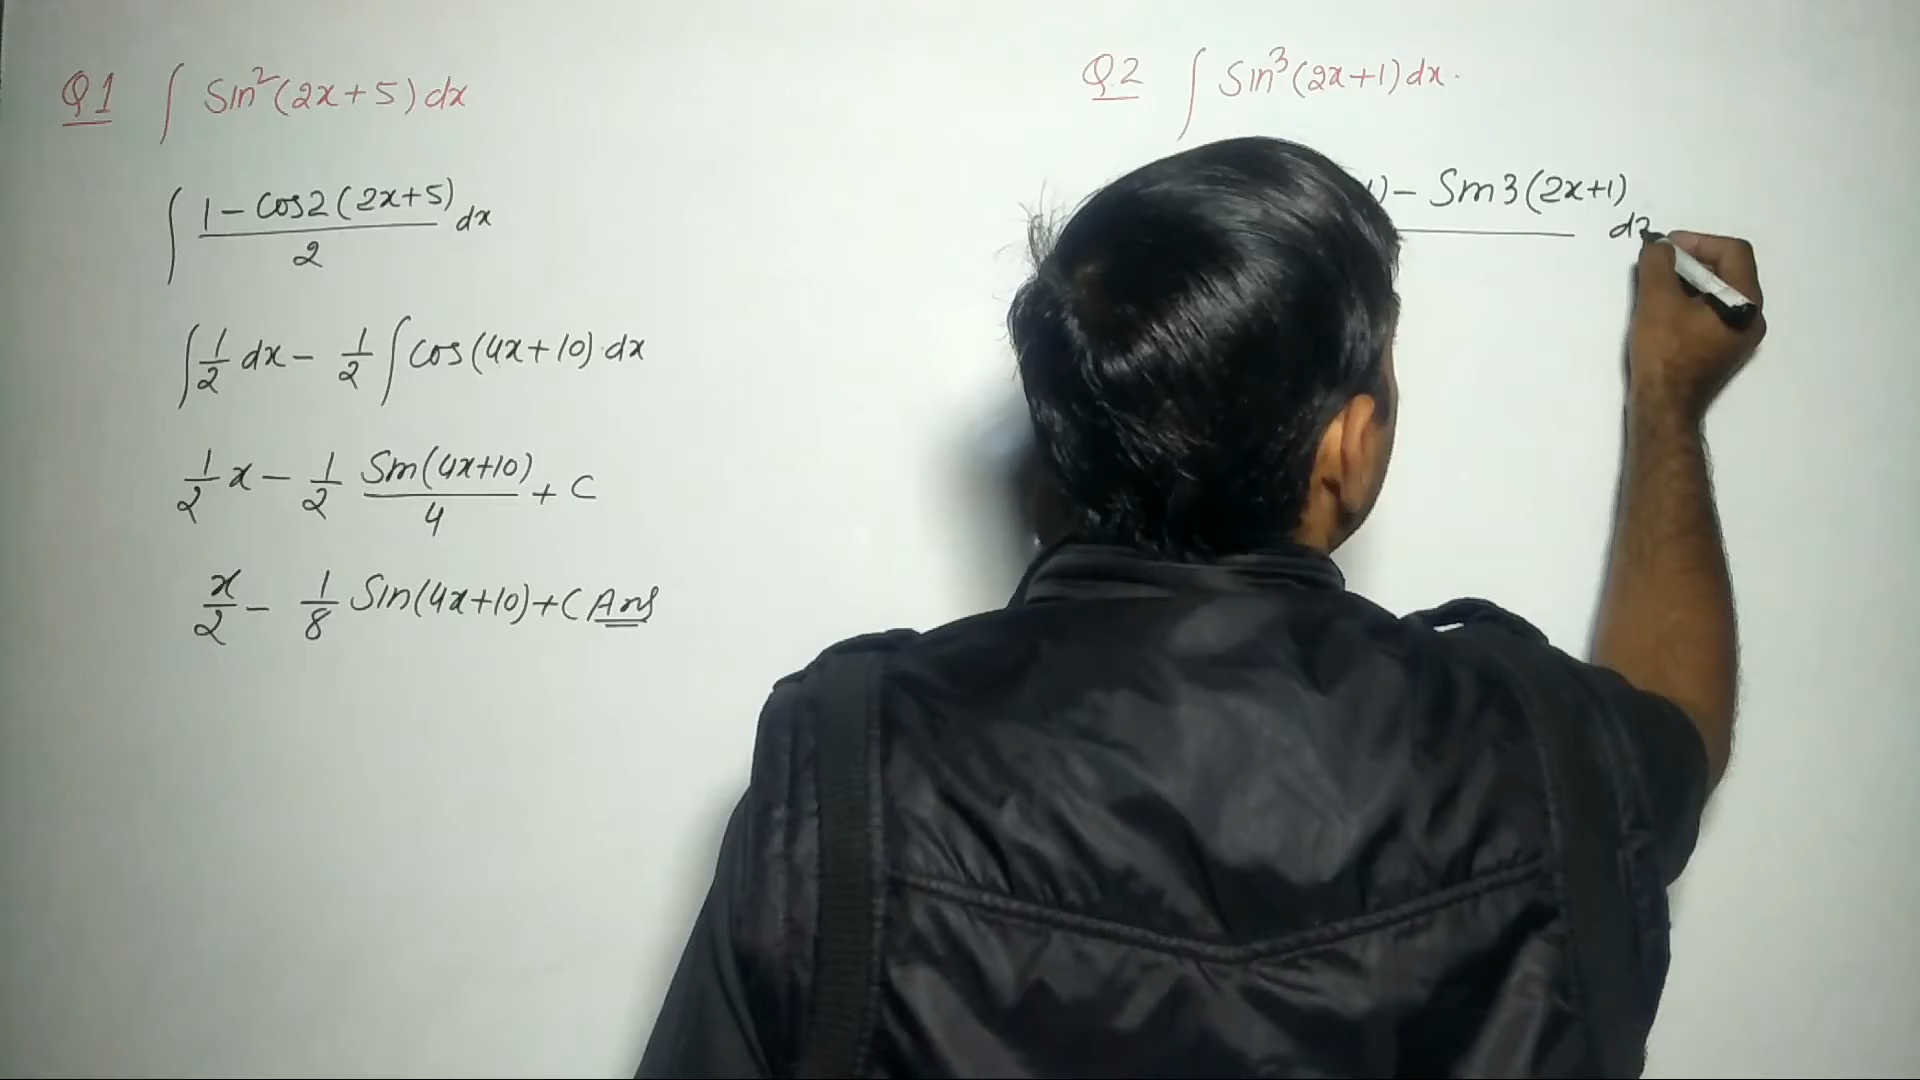 Q1 ∫ Sin²(2x+5)dx
∫ 1-Cos2(2x+5)/2 dx
∫ 1/2 dx - 1/2 ∫ Cos(4x+10)·dx
1/2 x - 1/2 Sin(4x+10)/4 + C
x/2 - 1/8 Sin(4x+10)+C Ans
Q.2 ∫ Sin³(2x+1)dx.
)- Sin3(2x+1)